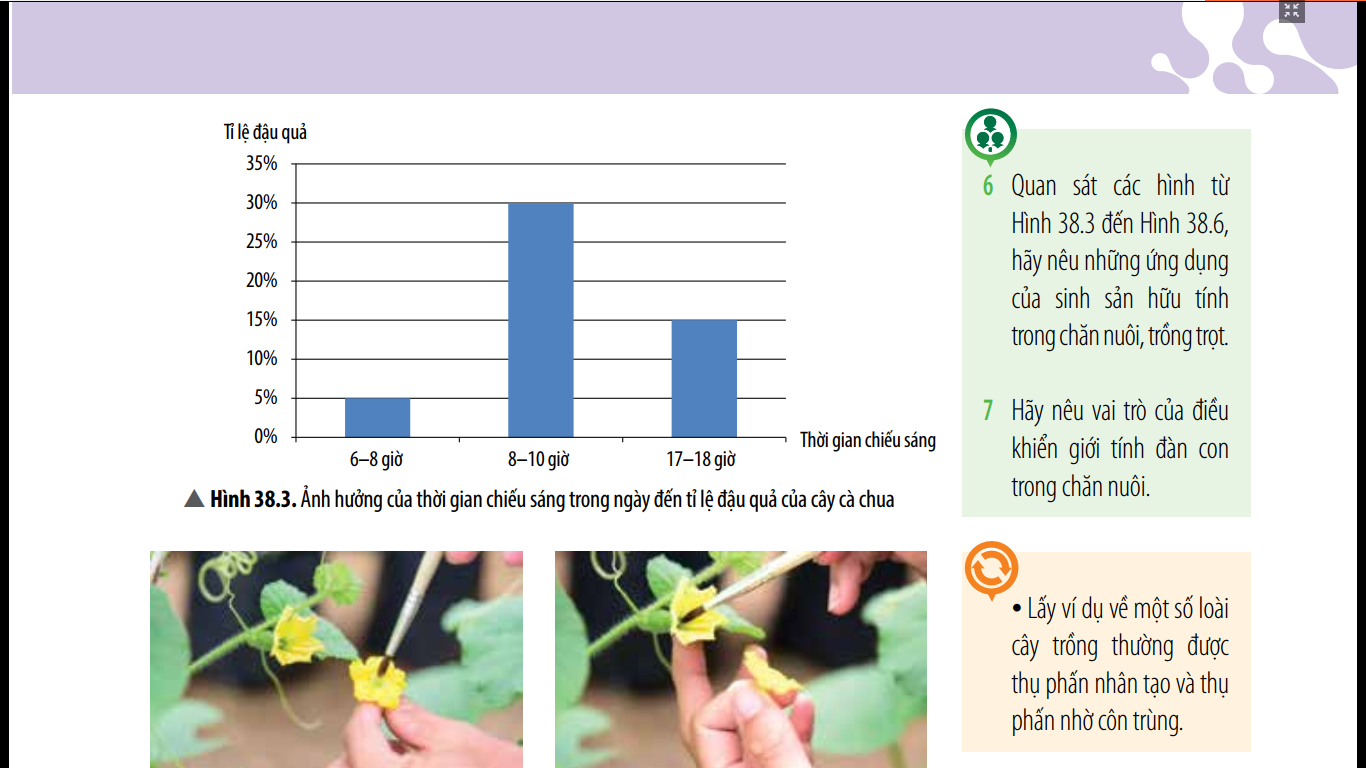 Tỉ lệ đậu quả
35%
30%
25%
20%
15%
10%
5%
0%
6–8 giờ
8–10 giờ
17–18 giờ
Thời gian chiếu sáng
▲ Hình 38.3. Ảnh hưởng của thời gian chiếu sáng trong ngày đến tỉ lệ đậu quả của cây cà chua
6 Quan sát các hình từ
Hình 38.3 đến Hình 38.6,
hãy nêu những ứng dụng
của sinh sản hữu tính
trong chăn nuôi, trồng trọt.
7 Hãy nêu vai trò của điều
khiển giới tính đàn con
trong chăn nuôi.
• Lấy ví dụ về một số loài
cây trồng thường được
thụ phấn nhân tạo và thụ
phấn nhờ côn trùng.